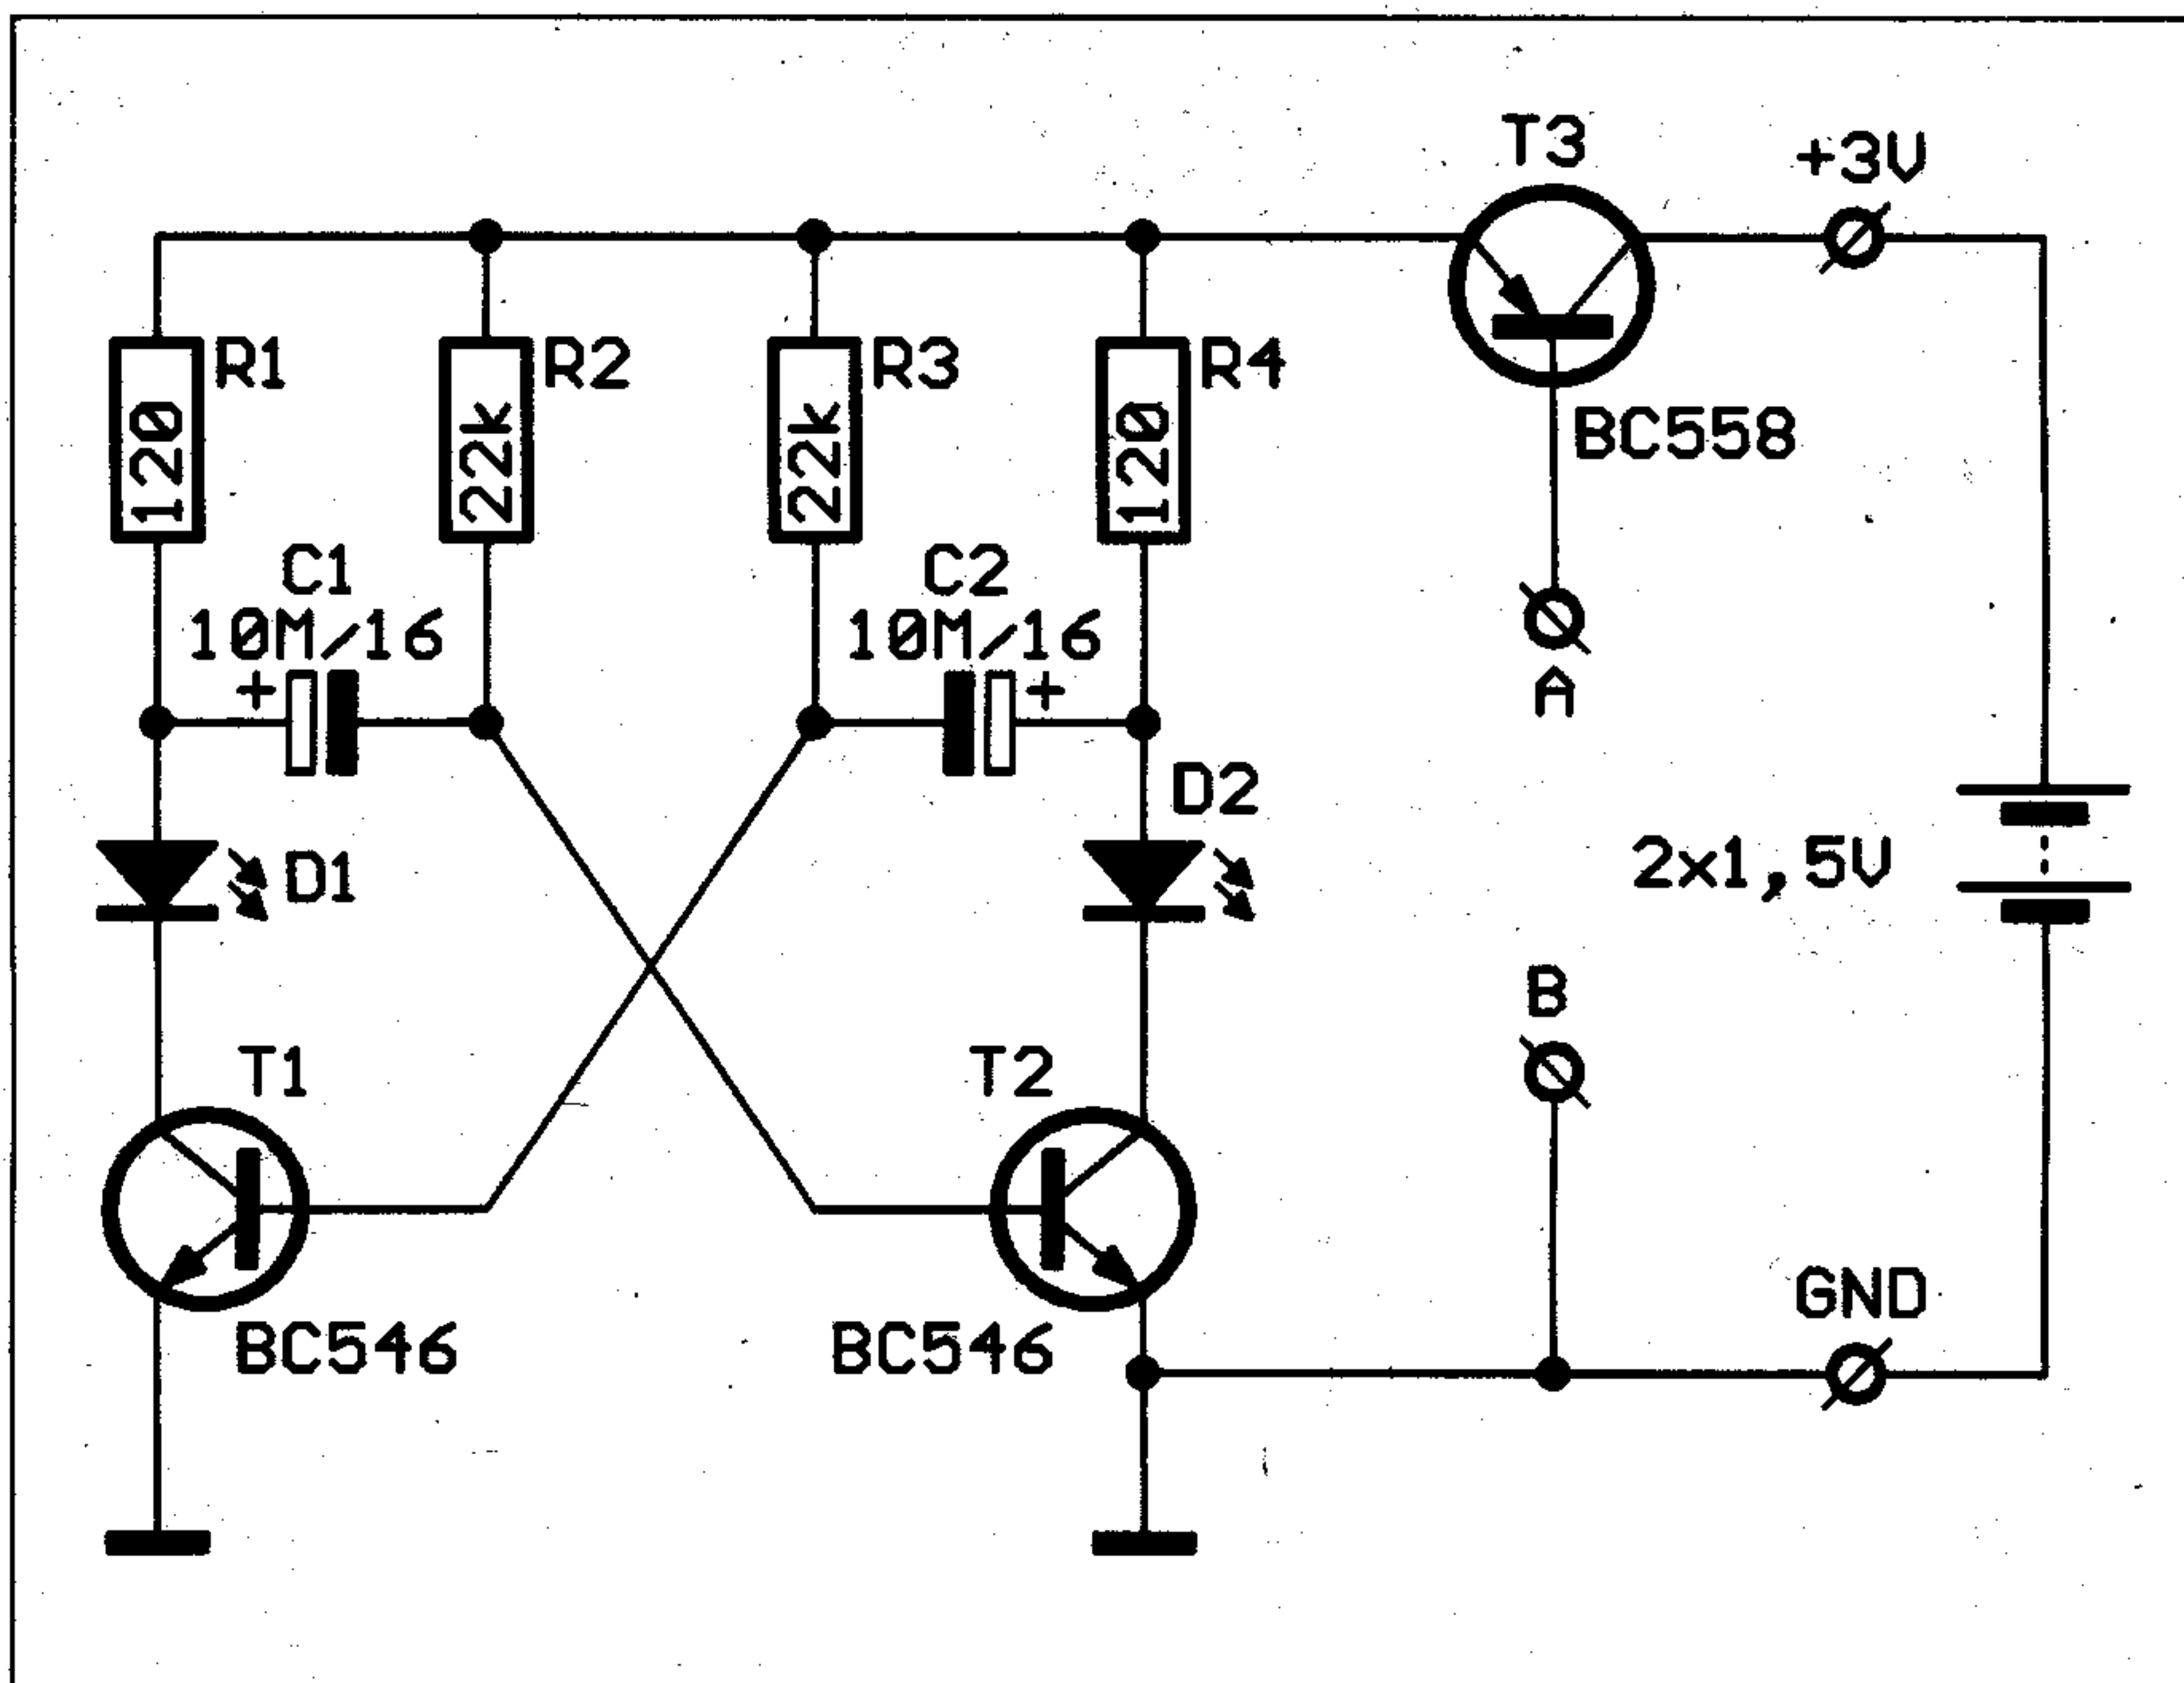 T3
+3V
R1
120
R2
22k
R3
22k
R4
120
BC558
C1
10M/16
+
C2
10M/16
+
A
D2
D1
2x1,5V
B
T1
T2
GND
BC546
BC546